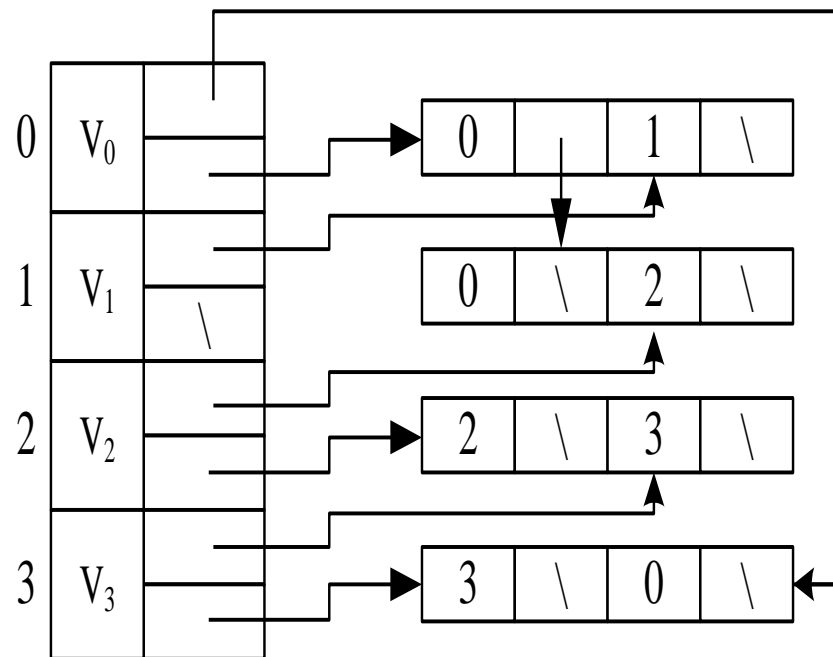 0 V₀ 0 1 \
1 V₁ \ 0 \ 2 \
2 V₂ 2 \ 3 \
3 V₃ 3 \ 0 \